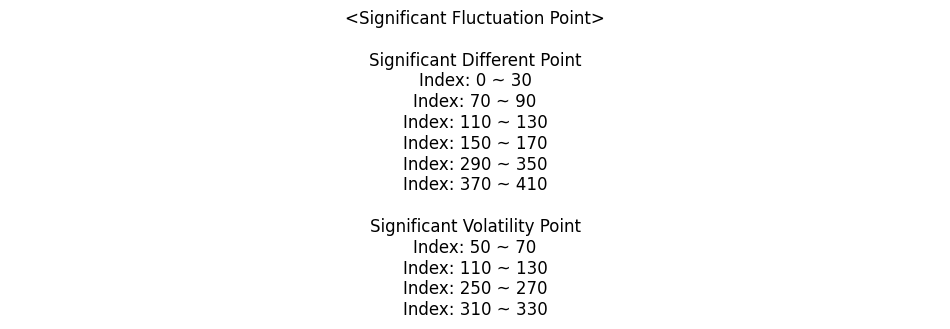 <Significant Fluctuation Point>
Significant Different Point
Index: 0 ~ 30
Index: 70 ~ 90
Index: 110 ~ 130
Index: 150 ~ 170
Index: 290 ~ 350
Index: 370 ~ 410
Significant Volatility Point
Index: 50 ~ 70
Index: 110 ~ 130
Index: 250 ~ 270
Index: 310 ~ 330